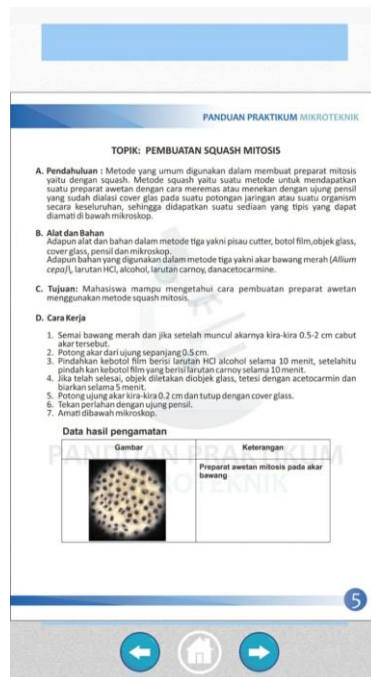 PANDUAN PRAKTIKUM MIKROTEKNIK
TOPIK: PEMBUATAN SQUASH MITOSIS
A. Pendahuluan : Metode yang umum digunakan dalam membuat preparat mitosis
yaitu dengan squash. Metode squash yaitu suatu metode untuk mendapatkan
suatu preparat awetan dengan cara meremas atau menekan dengan ujung pensil
yang sudah dialasi cover glas pada suatu potongan jaringan atau suatu organism
secara keseluruhan, sehingga didapatkan suatu sediaan yang tipis yang dapat
diamati di bawah mikroskop.
B. Alat dan Bahan
Adapun alat dan bahan dalam metode tiga yakni pisau cutter, botol film,objek glass,
cover glass, pensil dan mikroskop.
Adapun bahan yang digunakan dalam metode tiga yakni akar bawang merah (Allium
cepa)l, larutan HCl, alcohol, larutan carnoy, danacetocarmine.
C. Tujuan: Mahasiswa mampu mengetahui cara pembuatan preparat awetan
menggunakan metode squash mitosis.
D. Cara Kerja
1. Semai bawang merah dan jika setelah muncul akarnya kira-kira 0.5-2 cm cabut
akar tersebut.
2. Potong akar dari ujung sepanjang 0.5 cm.
3. Pindahkan kebotol film berisi larutan HCl alcohol selama 10 menit, setelahitu
pindah kan kebotol film yang berisi larutan carnoy selama 10 menit.
4. Jika telah selesai, objek diletakan diobjek glass, tetesi dengan acetocarmin dan
biarkan selama 5 menit.
5. Potong ujung akar kira-kira 0.2 cm dan tutup dengan cover glass.
6. Tekan perlahan dengan ujung pensil.
7. Amati dibawah mikroskop.
Data hasil pengamatan
PANDUAN PRAKTIKUM
MIKROTEKNIK
Gambar
Keterangan
Preparat awetan mitosis pada akar
bawang
5